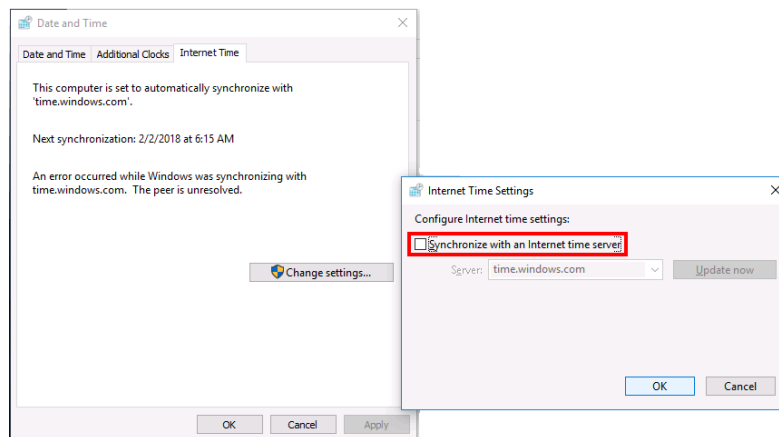 Date and Time
Date and Time Additional Clocks Internet Time
This computer is set to automatically synchronize with
'time.windows.com'.
Next synchronization: 2/2/2018 at 6:15 AM
An error occurred while Windows was synchronizing with
time.windows.com. The peer is unresolved.
Change settings...
OK Cancel Apply
Internet Time Settings
Configure Internet time settings:
Synchronize with an Internet time server
Server: time.windows.com Update now
OK Cancel